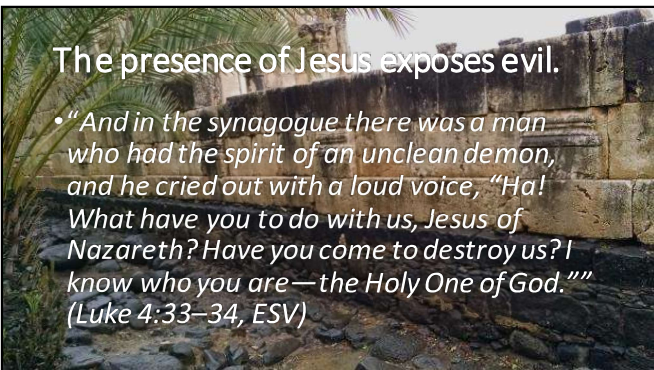 The presence of Jesus exposes evil.
•“And in the synagogue there was a man
who had the spirit of an unclean demon,
and he cried out with a loud voice, “Ha!
What have you to do with us, Jesus of
Nazareth? Have you come to destroy us? I
know who you are—the Holy One of God.””
(Luke 4:33–34, ESV)